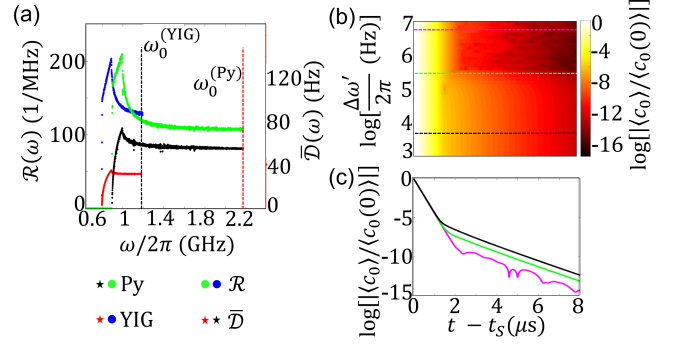 (a)
ω₀^(YIG)
ω₀^(Py)
ℛ(ω) (1/MHz)
200
100
0
𝒟̄(ω) (Hz)
120
80
40
0
0.6 1 1.4 1.8 2.2
ω/2π (GHz)
Py ℛ
YIG 𝒟̄
(b)
log[Δω′/2π (Hz)]
7
6
5
4
3
0
-4
-8
-12
-16
log[|⟨c₀⟩/⟨c₀(0)⟩|]
(c)
log[|⟨c₀⟩/⟨c₀(0)⟩|]
0
-5
-10
-15
0 2 4 6 8
t − t_S(μs)